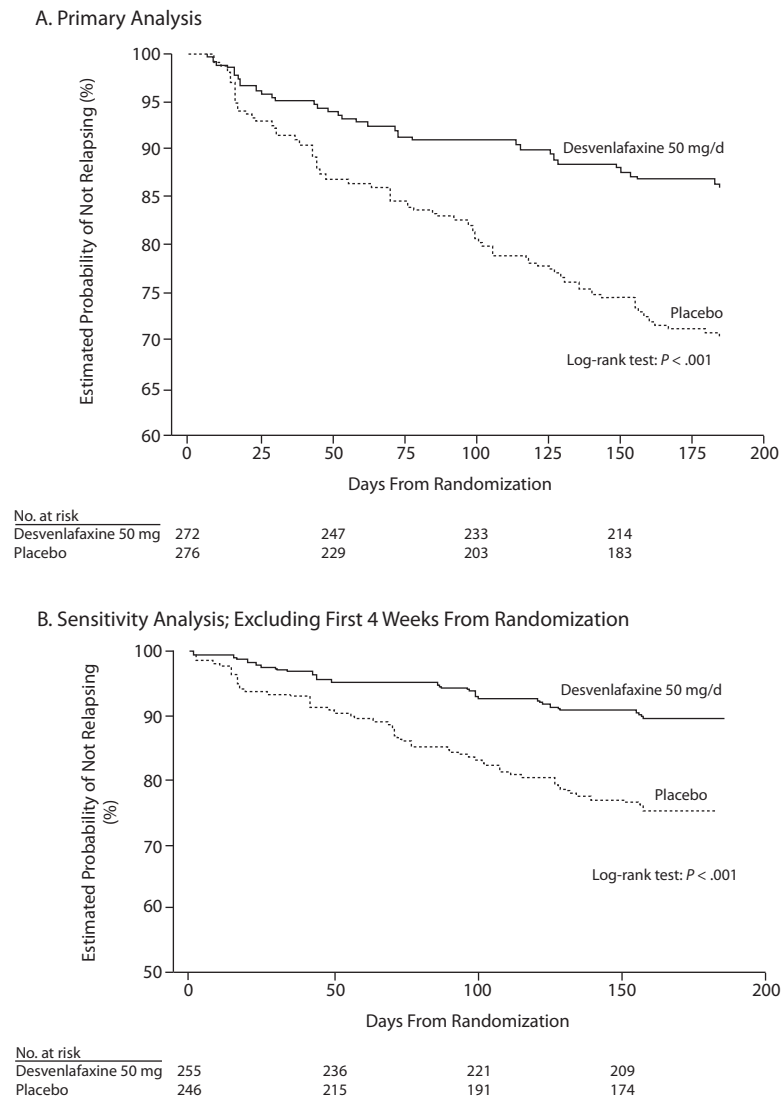 A. Primary Analysis
100
95
90
85
80
75
70
65
60
Estimated Probability of Not Relapsing (%)
Desvenlafaxine 50 mg/d
Placebo
Log-rank test: P < .001
0 25 50 75 100 125 150 175 200
Days From Randomization
No. at risk
Desvenlafaxine 50 mg 272 247 233 214
Placebo 276 229 203 183
B. Sensitivity Analysis; Excluding First 4 Weeks From Randomization
100
90
80
70
60
50
Estimated Probability of Not Relapsing
(%)
Desvenlafaxine 50 mg/d
Placebo
Log-rank test: P < .001
0 50 100 150 200
Days From Randomization
No. at risk
Desvenlafaxine 50 mg 255 236 221 209
Placebo 246 215 191 174